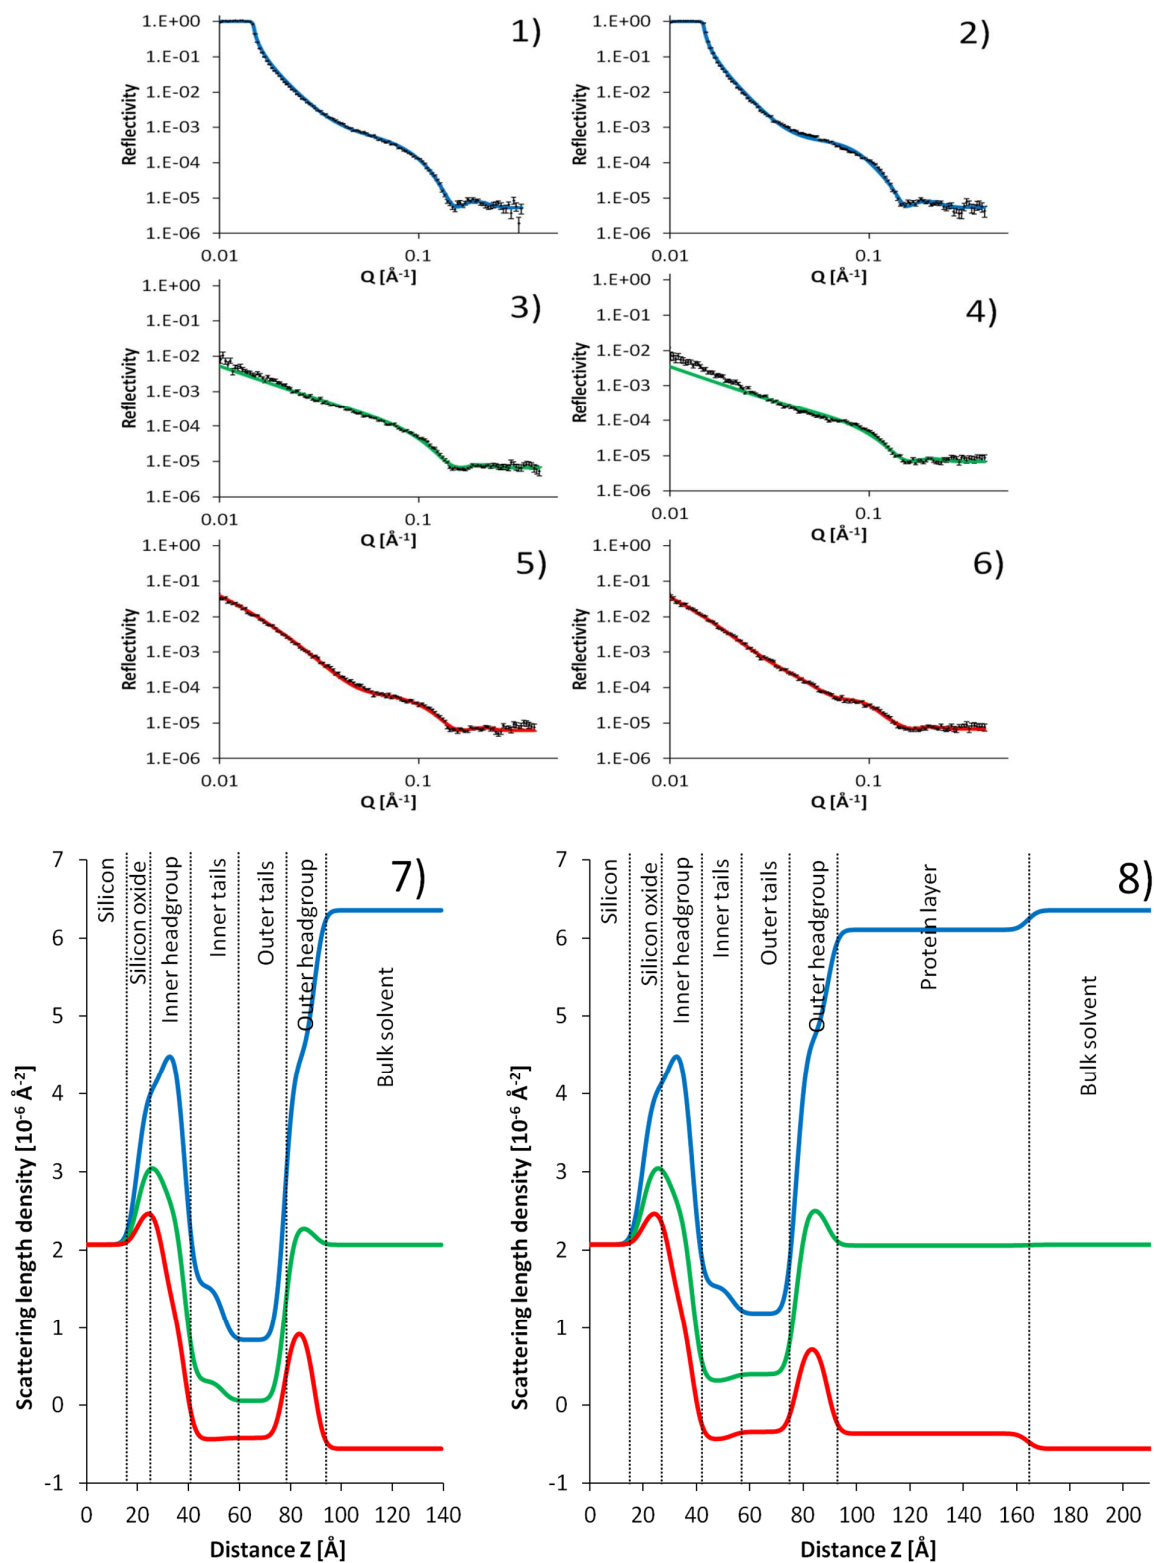 1)
1.E+00
1.E-01
1.E-02
1.E-03
1.E-04
1.E-05
1.E-06
Reflectivity
0.01
0.1
Q [Å-1]
2)
1.E+00
1.E-01
1.E-02
1.E-03
1.E-04
1.E-05
1.E-06
Reflectivity
0.01
0.1
Q [Å-1]
3)
1.E+00
1.E-01
1.E-02
1.E-03
1.E-04
1.E-05
1.E-06
Reflectivity
0.01
0.1
Q [Å-1]
4)
1.E+00
1.E-01
1.E-02
1.E-03
1.E-04
1.E-05
1.E-06
Reflectivity
0.01
0.1
Q [Å-1]
5)
1.E+00
1.E-01
1.E-02
1.E-03
1.E-04
1.E-05
1.E-06
Reflectivity
0.01
0.1
Q [Å-1]
6)
1.E+00
1.E-01
1.E-02
1.E-03
1.E-04
1.E-05
1.E-06
Reflectivity
0.01
0.1
Q [Å-1]
7)
Silicon
Silicon oxide
Inner headgroup
Inner tails
Outer tails
Outer headgroup
Bulk solvent
7
6
5
4
3
2
1
0
-1
Scattering length density [10-6 Å-2]
0 20 40 60 80 100 120 140
Distance Z [Å]
8)
Silicon
Silicon oxide
Inner headgroup
Inner tails
Outer tails
Outer headgroup
Protein layer
Bulk solvent
7
6
5
4
3
2
1
0
-1
Scattering length density [10-6 Å-2]
0 20 40 60 80 100 120 140 160 180 200
Distance Z [Å]